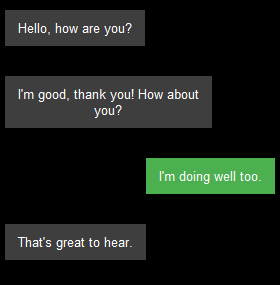 Hello, how are you?
I'm good, thank you! How about
you?
I'm doing well too.
That's great to hear.